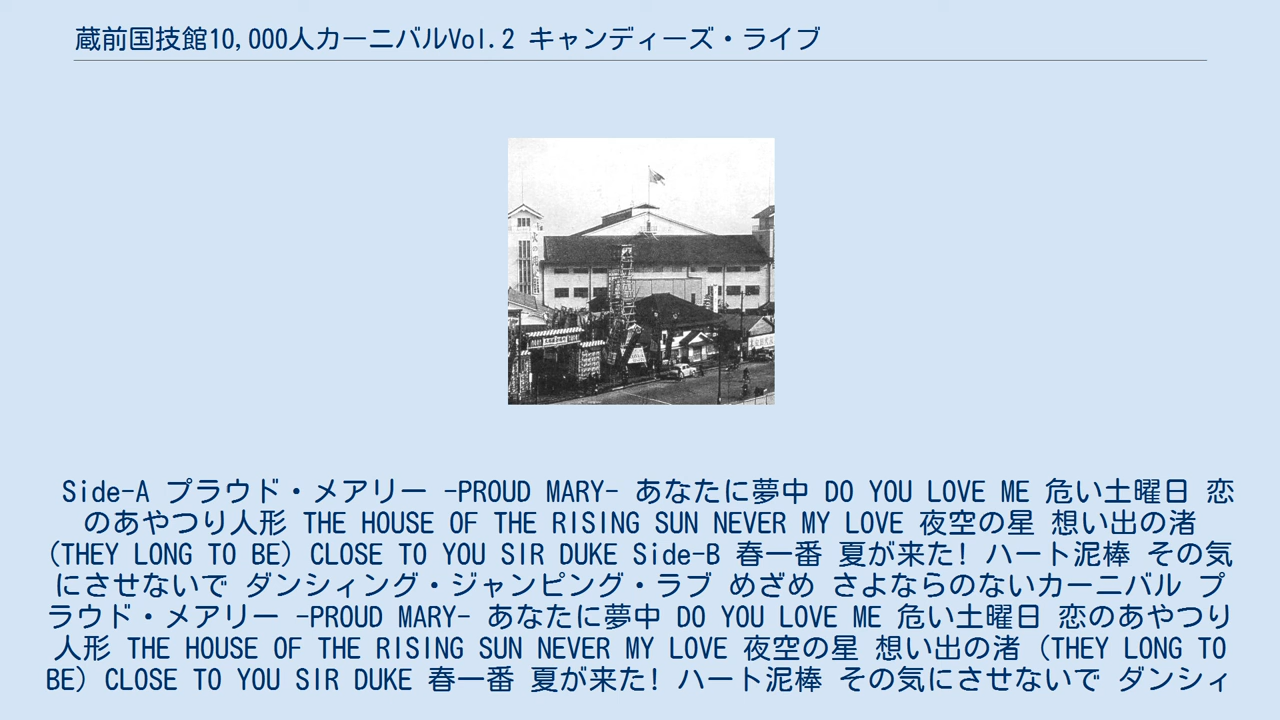 蔵前国技館10,000人カーニバルVol.2 キャンディーズ・ライブ
Side-A プラウド・メアリー -PROUD MARY- あなたに夢中 DO YOU LOVE ME 危い土曜日 恋
のあやつり人形 THE HOUSE OF THE RISING SUN NEVER MY LOVE 夜空の星 想い出の渚
(THEY LONG TO BE) CLOSE TO YOU SIR DUKE Side-B 春一番 夏が来た! ハート泥棒 その気
にさせないで ダンシィング・ジャンピング・ラブ めざめ さよならのないカーニバル プ
ラウド・メアリー -PROUD MARY- あなたに夢中 DO YOU LOVE ME 危い土曜日 恋のあやつり
人形 THE HOUSE OF THE RISING SUN NEVER MY LOVE 夜空の星 想い出の渚 (THEY LONG TO
BE) CLOSE TO YOU SIR DUKE 春一番 夏が来た! ハート泥棒 その気にさせないで ダンシィ